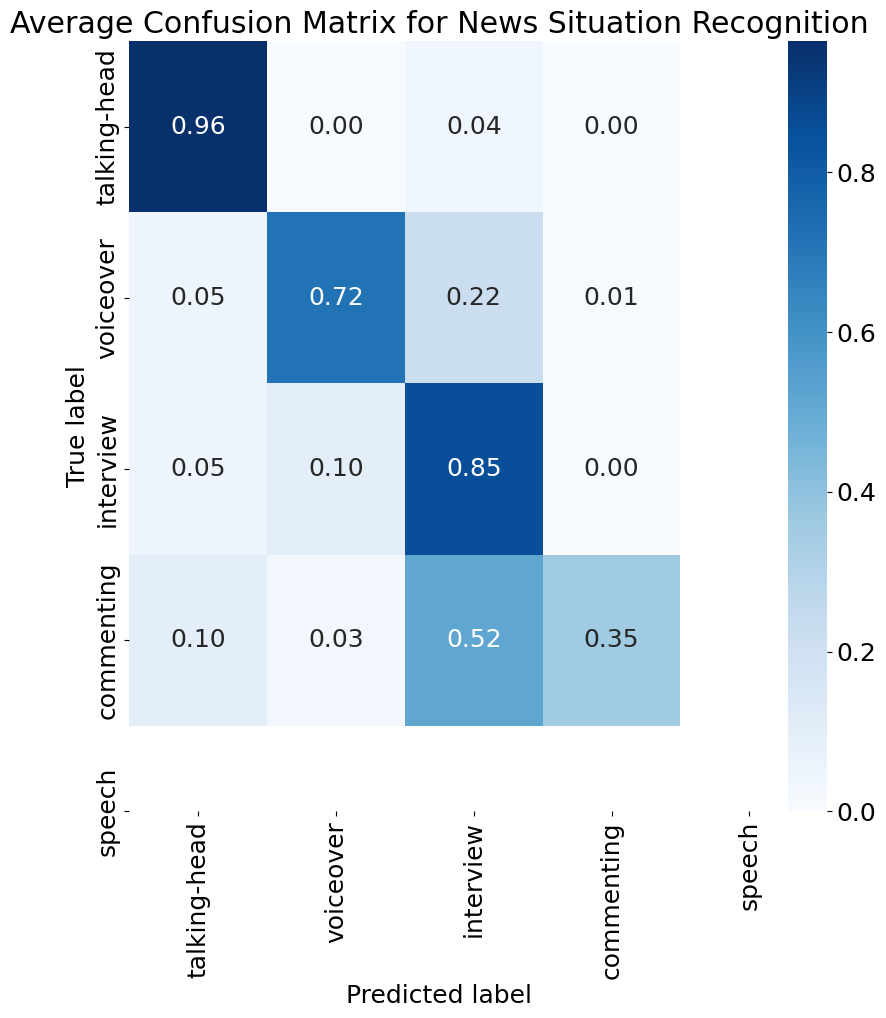 Average Confusion Matrix for News Situation Recognition
True label
talking-head
0.96 0.00 0.04 0.00
voiceover
0.05 0.72 0.22 0.01
interview
0.05 0.10 0.85 0.00
commenting
0.10 0.03 0.52 0.35
speech
talking-head
voiceover
interview
commenting
speech
Predicted label
0.8
0.6
0.4
0.2
0.0